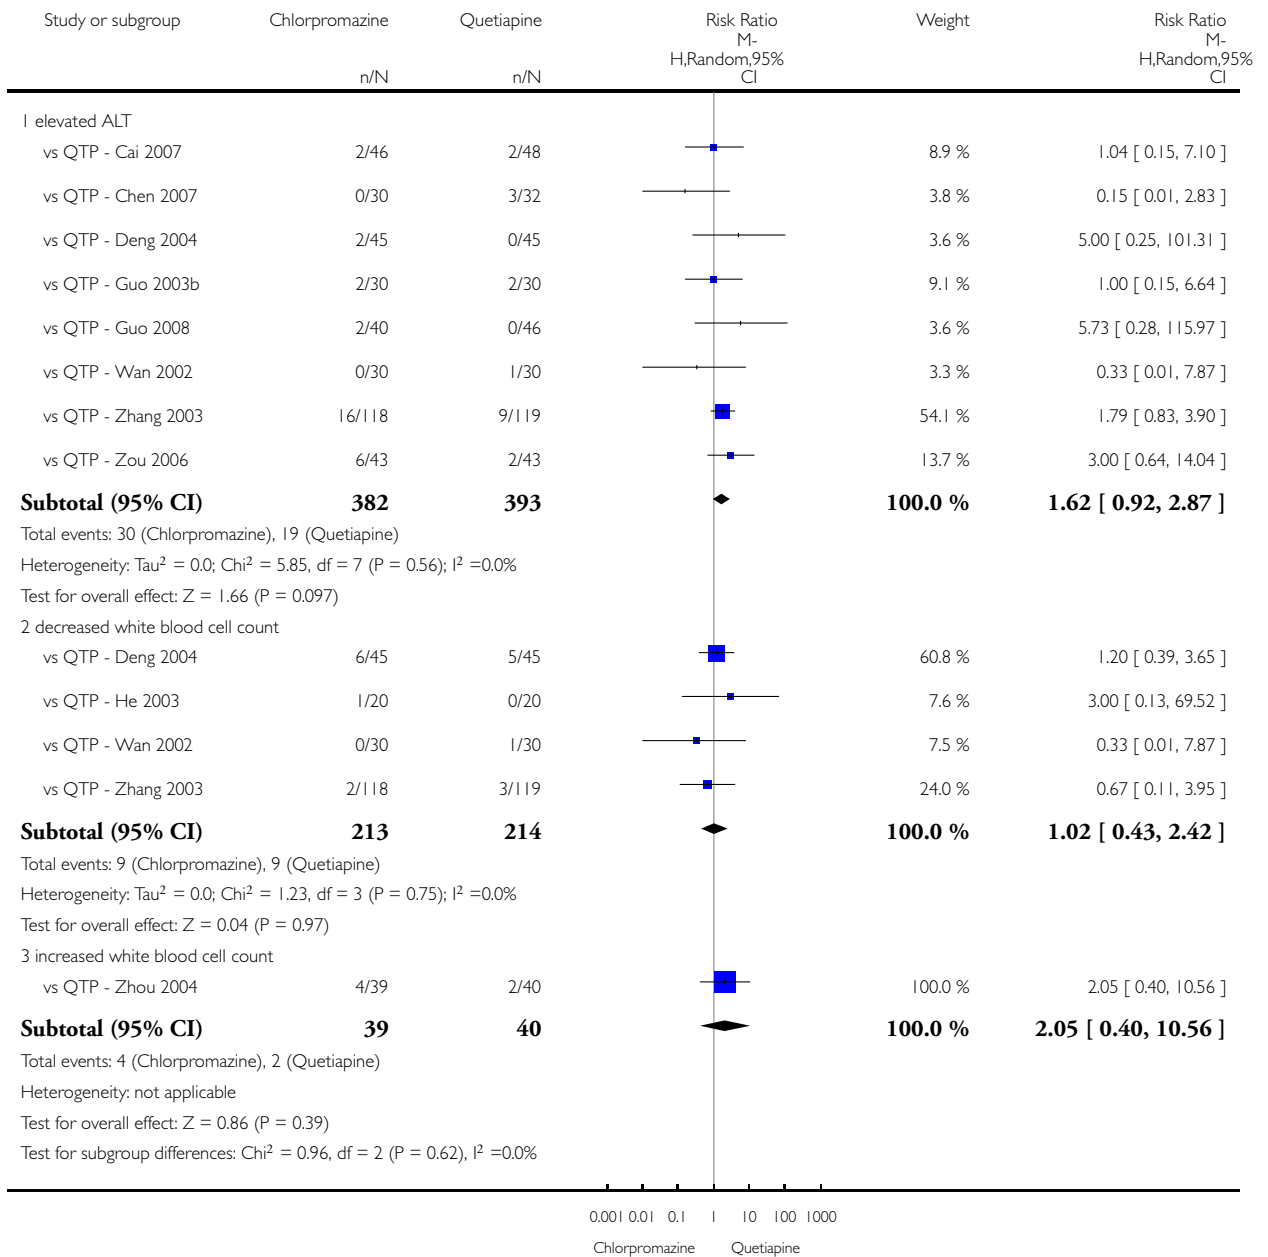 Study or subgroup Chlorpromazine Quetiapine Risk Ratio Weight Risk Ratio
M- M-
H,Random,95% H,Random,95%
n/N n/N CI CI
1 elevated ALT
vs QTP - Cai 2007 2/46 2/48 8.9 % 1.04 [ 0.15, 7.10 ]
vs QTP - Chen 2007 0/30 3/32 3.8 % 0.15 [ 0.01, 2.83 ]
vs QTP - Deng 2004 2/45 0/45 3.6 % 5.00 [ 0.25, 101.31 ]
vs QTP - Guo 2003b 2/30 2/30 9.1 % 1.00 [ 0.15, 6.64 ]
vs QTP - Guo 2008 2/40 0/46 3.6 % 5.73 [ 0.28, 115.97 ]
vs QTP - Wan 2002 0/30 1/30 3.3 % 0.33 [ 0.01, 7.87 ]
vs QTP - Zhang 2003 16/118 9/119 54.1 % 1.79 [ 0.83, 3.90 ]
vs QTP - Zou 2006 6/43 2/43 13.7 % 3.00 [ 0.64, 14.04 ]
Subtotal (95% CI) 382 393 100.0 % 1.62 [ 0.92, 2.87 ]
Total events: 30 (Chlorpromazine), 19 (Quetiapine)
Heterogeneity: Tau² = 0.0; Chi² = 5.85, df = 7 (P = 0.56); I² =0.0%
Test for overall effect: Z = 1.66 (P = 0.097)
2 decreased white blood cell count
vs QTP - Deng 2004 6/45 5/45 60.8 % 1.20 [ 0.39, 3.65 ]
vs QTP - He 2003 1/20 0/20 7.6 % 3.00 [ 0.13, 69.52 ]
vs QTP - Wan 2002 0/30 1/30 7.5 % 0.33 [ 0.01, 7.87 ]
vs QTP - Zhang 2003 2/118 3/119 24.0 % 0.67 [ 0.11, 3.95 ]
Subtotal (95% CI) 213 214 100.0 % 1.02 [ 0.43, 2.42 ]
Total events: 9 (Chlorpromazine), 9 (Quetiapine)
Heterogeneity: Tau² = 0.0; Chi² = 1.23, df = 3 (P = 0.75); I² =0.0%
Test for overall effect: Z = 0.04 (P = 0.97)
3 increased white blood cell count
vs QTP - Zhou 2004 4/39 2/40 100.0 % 2.05 [ 0.40, 10.56 ]
Subtotal (95% CI) 39 40 100.0 % 2.05 [ 0.40, 10.56 ]
Total events: 4 (Chlorpromazine), 2 (Quetiapine)
Heterogeneity: not applicable
Test for overall effect: Z = 0.86 (P = 0.39)
Test for subgroup differences: Chi² = 0.96, df = 2 (P = 0.62), I² =0.0%
0.001 0.01 0.1 1 10 100 1000
Chlorpromazine Quetiapine